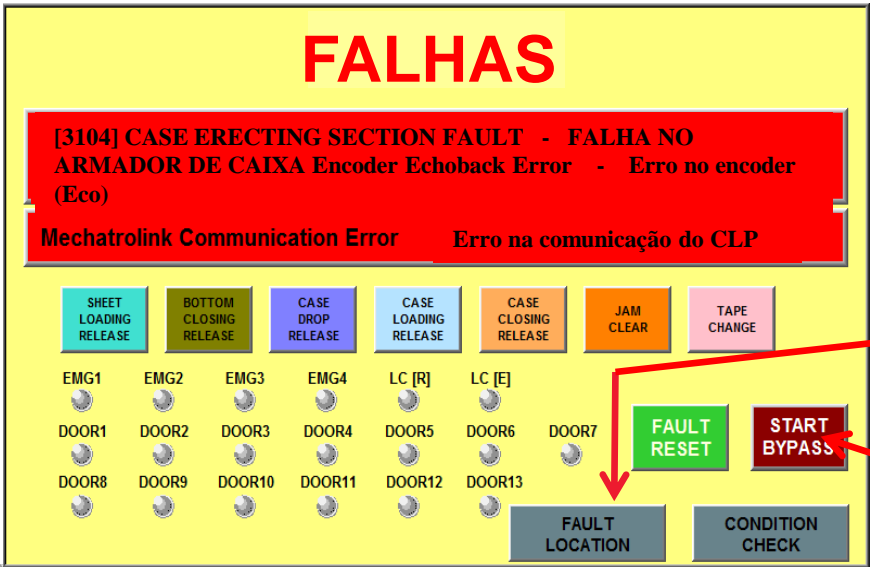 FALHAS
[3104] CASE ERECTING SECTION FAULT - FALHA NO
ARMADOR DE CAIXA Encoder Echoback Error - Erro no encoder
(Eco)
Mechatrolink Communication Error Erro na comunicação do CLP
SHEET LOADING RELEASE
BOTTOM CLOSING RELEASE
CASE DROP RELEASE
CASE LOADING RELEASE
CASE CLOSING RELEASE
JAM CLEAR
TAPE CHANGE
EMG1 EMG2 EMG3 EMG4 LC [R] LC [E]
DOOR1 DOOR2 DOOR3 DOOR4 DOOR5 DOOR6 DOOR7
FAULT RESET
START BYPASS
DOOR8 DOOR9 DOOR10 DOOR11 DOOR12 DOOR13
FAULT LOCATION
CONDITION CHECK